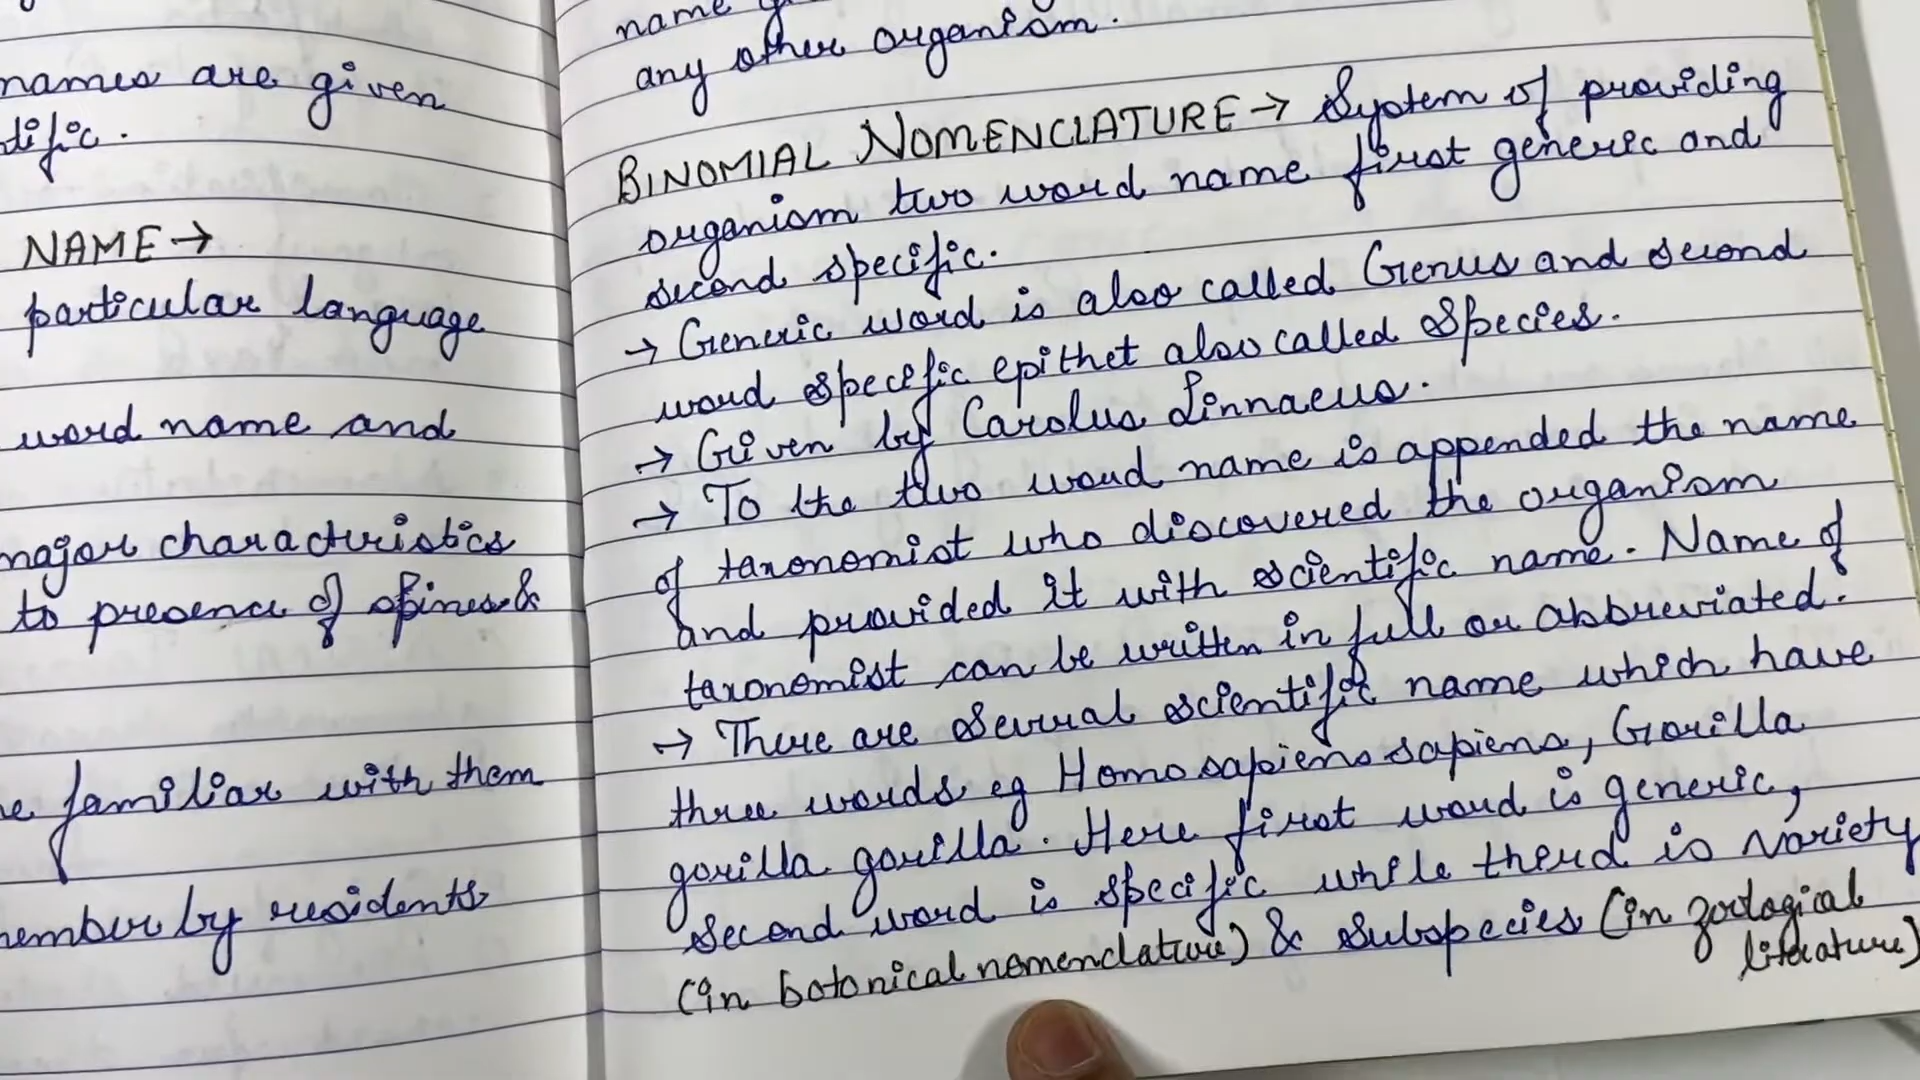 names are given
tific.
NAME →
particular language
word name and
major characteristics
to presence of spines &
familiar with them
member by residents
name
any other organism.
BINOMIAL NOMENCLATURE → System of providing
organism two word name first generic and
second specific.
→ Generic word is also called Genus and second
word specific epithet also called Species.
→ Given by Carolus Linnaeus.
→ To the two word name is appended the name
of taxonomist who discovered the organism
and provided it with scientific name. Name of
taxonomist can be written in full or abbreviated.
→ There are several scientific name which have
three words eg Homo sapiens sapiens, Gorilla
gorilla gorilla. Here first word is generic,
second word is specific while third is variety
(in botonical nomenclature) & subspecies (in zoological
literature)